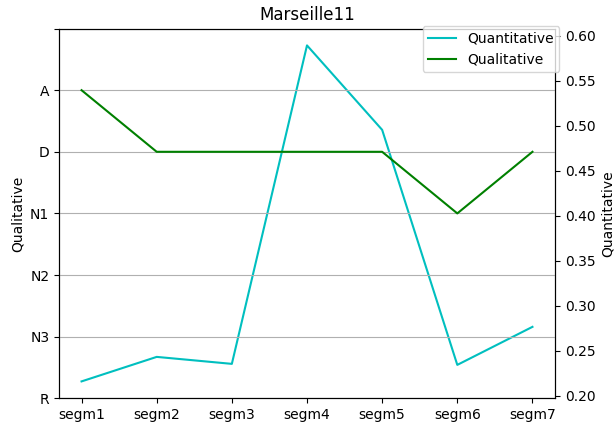 Marseille11
Quantitative
Qualitative
A
D
N1
N2
N3
R
Qualitative
0.60
0.55
0.50
0.45
0.40
0.35
0.30
0.25
0.20
Quantitative
segm1 segm2 segm3 segm4 segm5 segm6 segm7